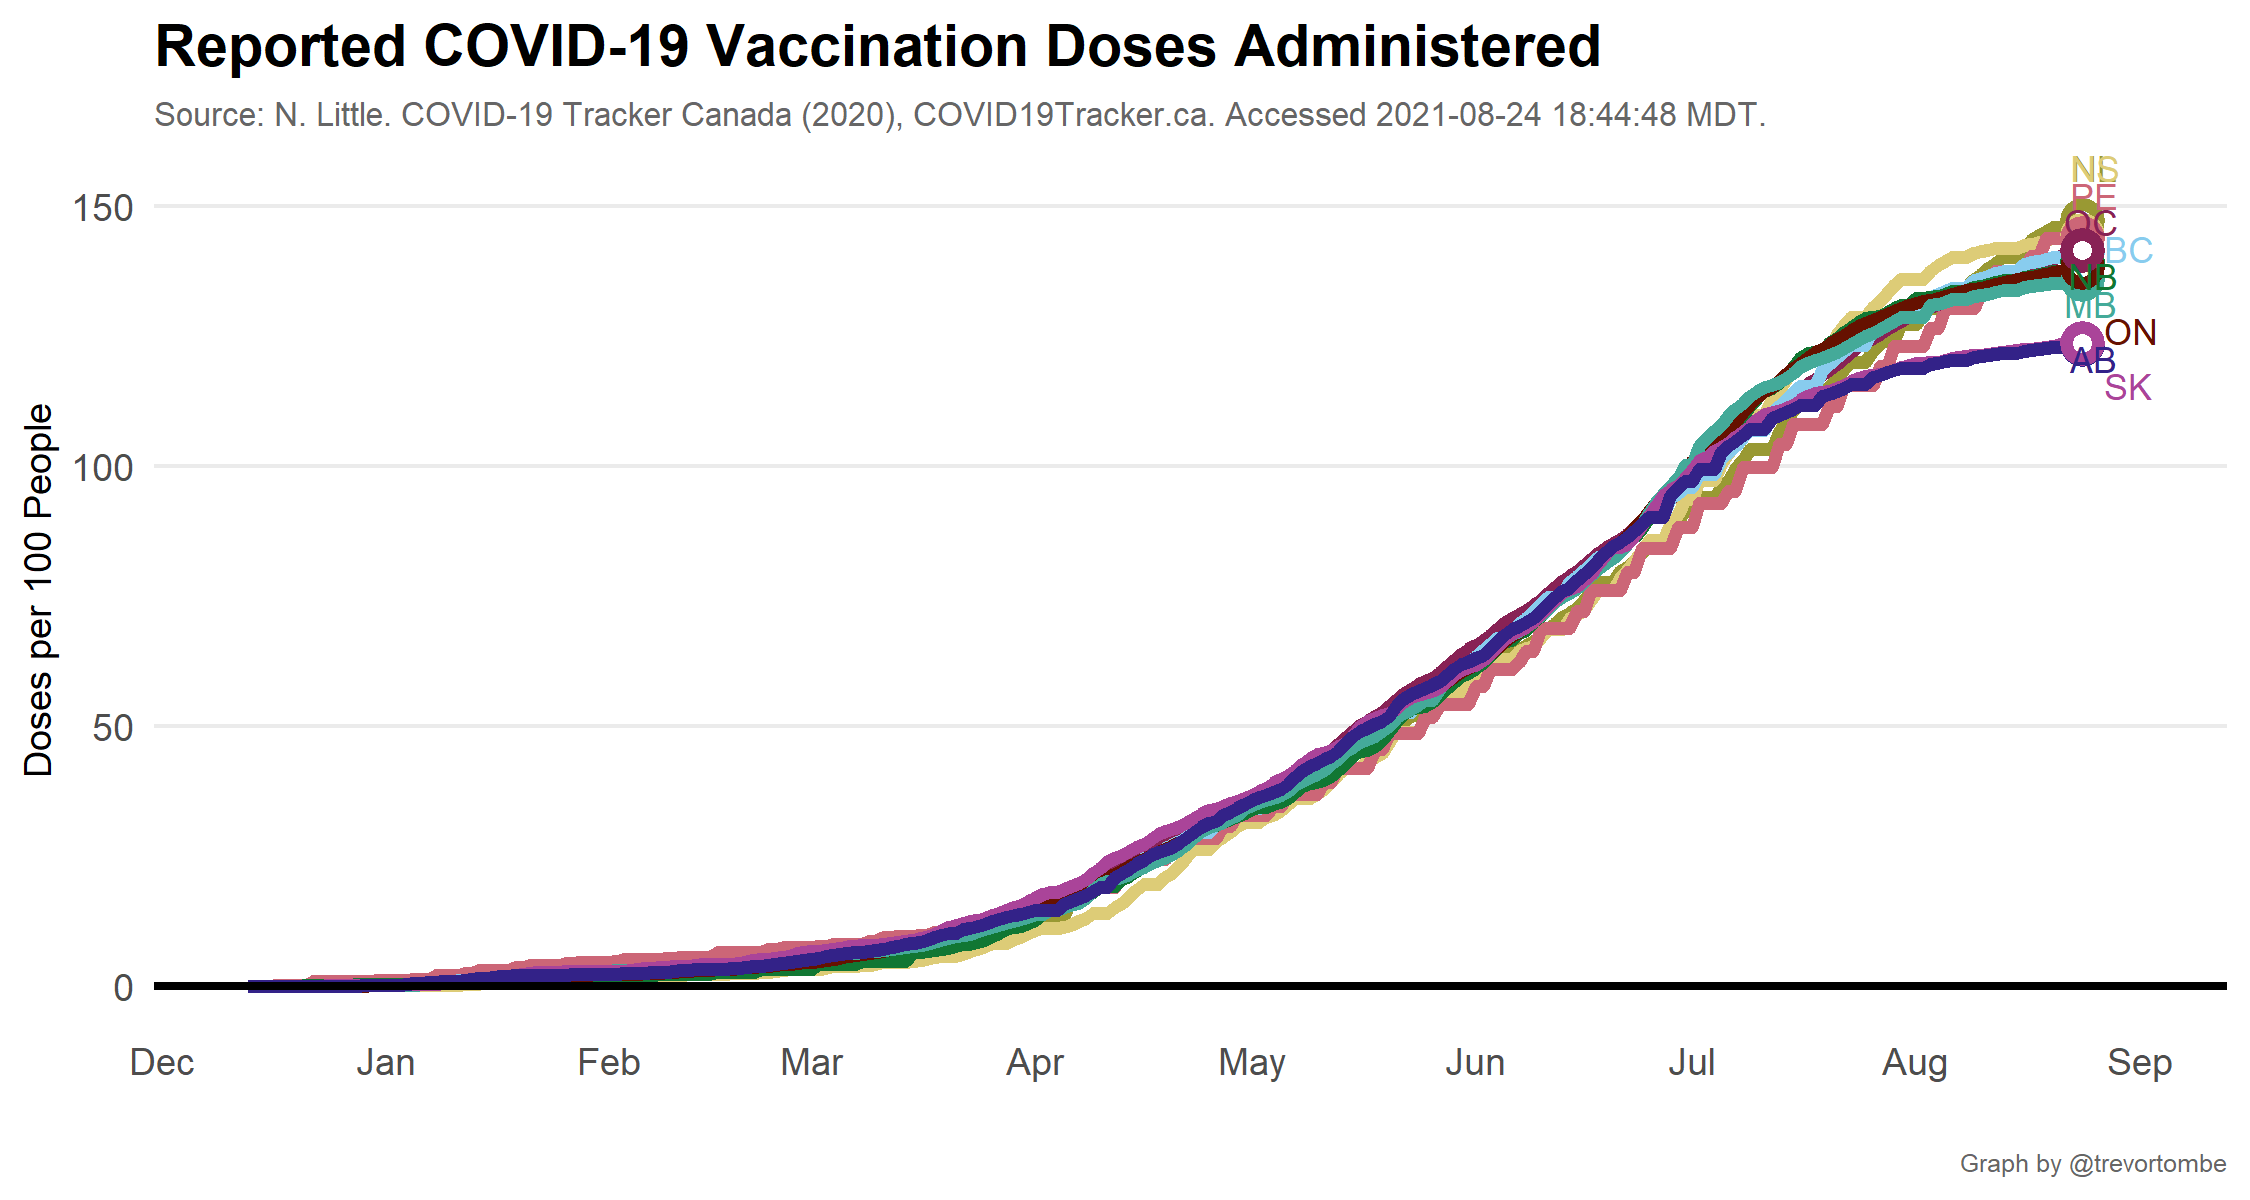 Reported COVID-19 Vaccination Doses Administered
Source: N. Little. COVID-19 Tracker Canada (2020), COVID19Tracker.ca. Accessed 2021-08-24 18:44:48 MDT.
Doses per 100 People
150
100
50
0
NS
PE
QC
BC
NB
MB
ON
AB
SK
Dec Jan Feb Mar Apr May Jun Jul Aug Sep
Graph by @trevortombe